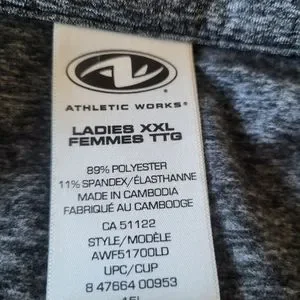 ATHLETIC WORKS®
LADIES XXL
FEMMES TTG
89% POLYESTER
11% SPANDEX/ÉLASTHANNE
MADE IN CAMBODIA
FABRIQUÉ AU CAMBODGE
CA 51122
STYLE/MODÈLE
AWF51700LD
UPC/CUP
8 47664 00953